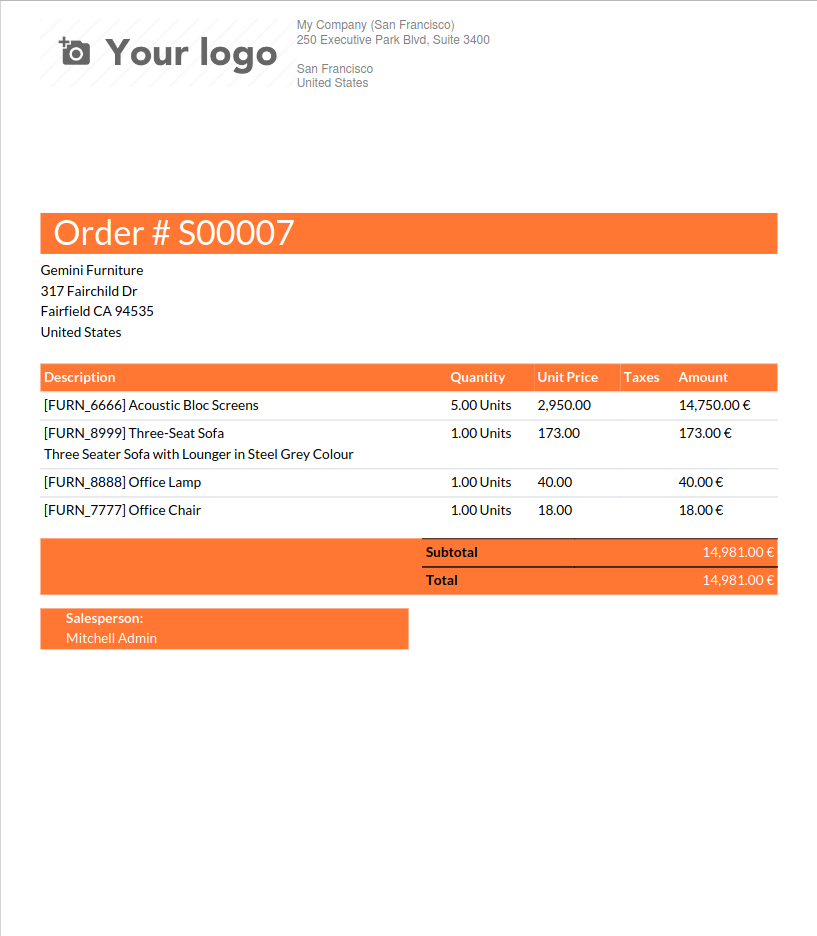 Your logo
My Company (San Francisco)
250 Executive Park Blvd, Suite 3400
San Francisco
United States
Order # S00007
Gemini Furniture
317 Fairchild Dr
Fairfield CA 94535
United States
Description Quantity Unit Price Taxes Amount
[FURN_6666] Acoustic Bloc Screens 5.00 Units 2,950.00 14,750.00 €
[FURN_8999] Three-Seat Sofa 1.00 Units 173.00 173.00 €
Three Seater Sofa with Lounger in Steel Grey Colour
[FURN_8888] Office Lamp 1.00 Units 40.00 40.00 €
[FURN_7777] Office Chair 1.00 Units 18.00 18.00 €
Subtotal 14,981.00 €
Total 14,981.00 €
Salesperson:
Mitchell Admin